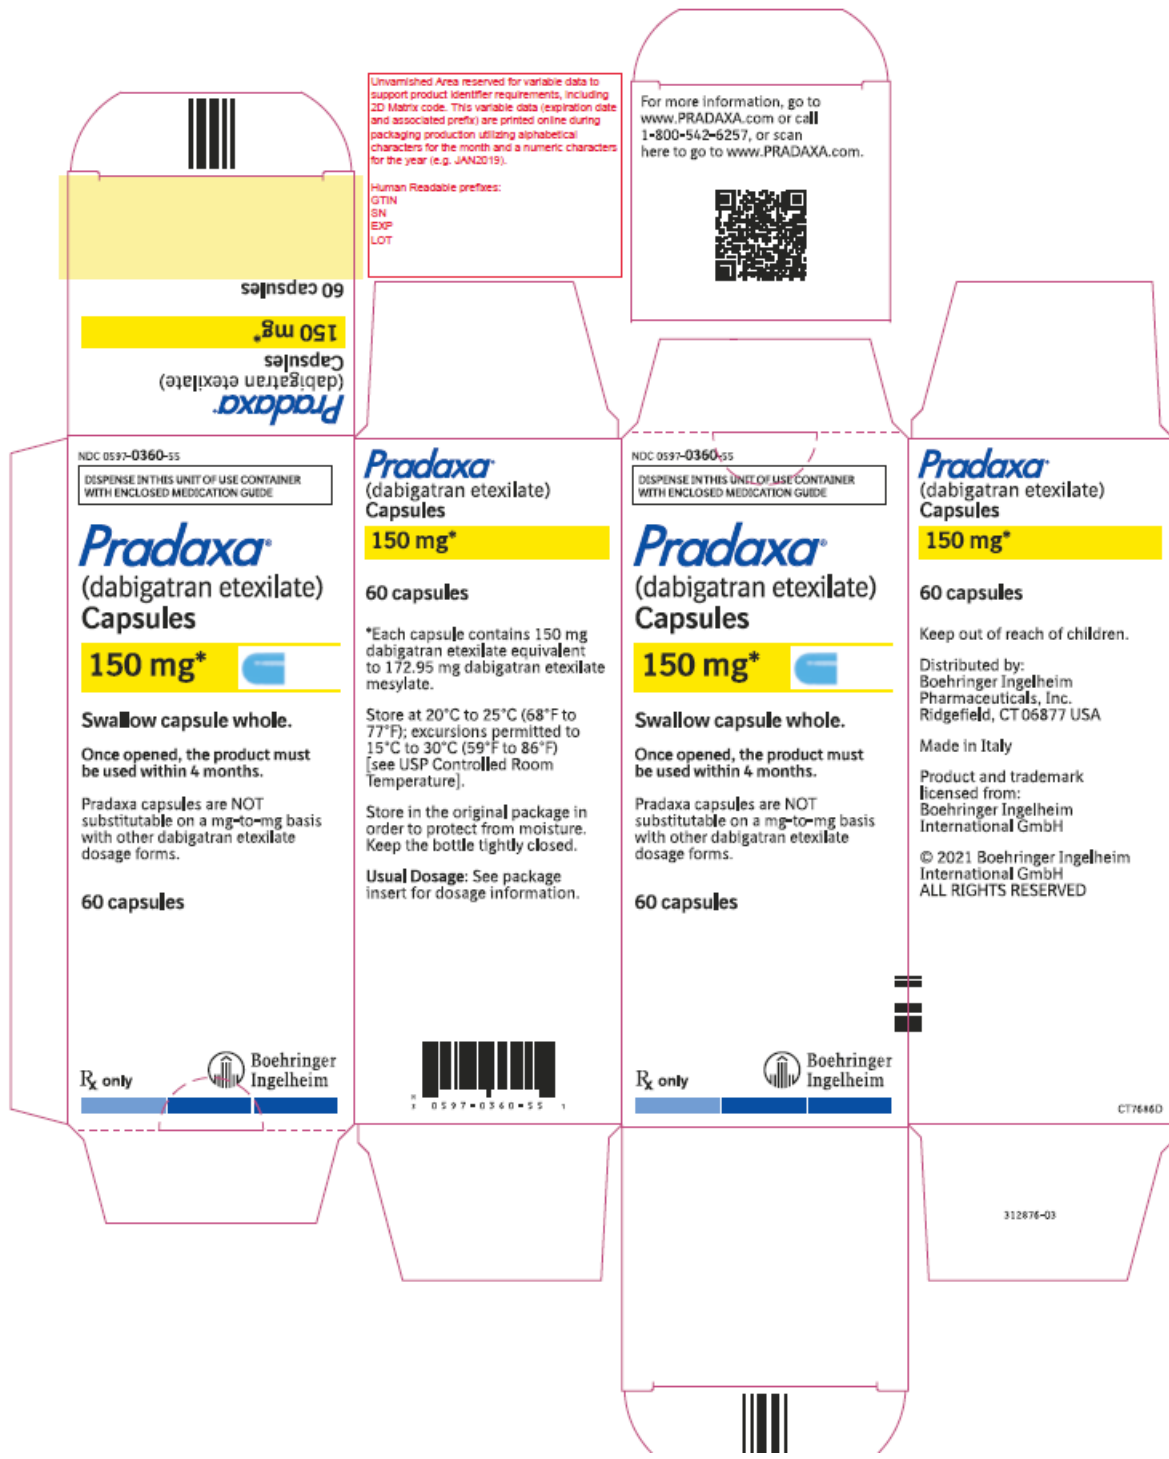 Unvarnished Area reserved for variable data to
support product identifier requirements, including
2D Matrix code. This variable data (expiration date
and associated prefix) are printed online during
packaging production utilizing alphabetical
characters for the month and a numeric characters
for the year (e.g. JAN2019).
Human Readable prefixes:
GTIN
SN
EXP
LOT
For more information, go to
www.PRADAXA.com or call
1-800-542-6257, or scan
here to go to www.PRADAXA.com.
Pradaxa®
(dabigatran etexilate)
Capsules
150 mg*
60 capsules
NDC 0597-0360-55
DISPENSE IN THIS UNIT OF USE CONTAINER
WITH ENCLOSED MEDICATION GUIDE
Pradaxa®
(dabigatran etexilate)
Capsules
150 mg*
Swallow capsule whole.
Once opened, the product must
be used within 4 months.
Pradaxa capsules are NOT
substitutable on a mg-to-mg basis
with other dabigatran etexilate
dosage forms.
60 capsules
Rx only
Boehringer
Ingelheim
Pradaxa®
(dabigatran etexilate)
Capsules
150 mg*
60 capsules
*Each capsule contains 150 mg
dabigatran etexilate equivalent
to 172.95 mg dabigatran etexilate
mesylate.
Store at 20°C to 25°C (68°F to
77°F); excursions permitted to
15°C to 30°C (59°F to 86°F)
[see USP Controlled Room
Temperature].
Store in the original package in
order to protect from moisture.
Keep the bottle tightly closed.
Usual Dosage: See package
insert for dosage information.
N
3 0597-0360-55 1
NDC 0597-0360-55
DISPENSE IN THIS UNIT OF USE CONTAINER
WITH ENCLOSED MEDICATION GUIDE
Pradaxa®
(dabigatran etexilate)
Capsules
150 mg*
Swallow capsule whole.
Once opened, the product must
be used within 4 months.
Pradaxa capsules are NOT
substitutable on a mg-to-mg basis
with other dabigatran etexilate
dosage forms.
60 capsules
Rx only
Boehringer
Ingelheim
Pradaxa®
(dabigatran etexilate)
Capsules
150 mg*
60 capsules
Keep out of reach of children.
Distributed by:
Boehringer Ingelheim
Pharmaceuticals, Inc.
Ridgefield, CT 06877 USA
Made in Italy
Product and trademark
licensed from:
Boehringer Ingelheim
International GmbH
© 2021 Boehringer Ingelheim
International GmbH
ALL RIGHTS RESERVED
CT7686D
312876-03